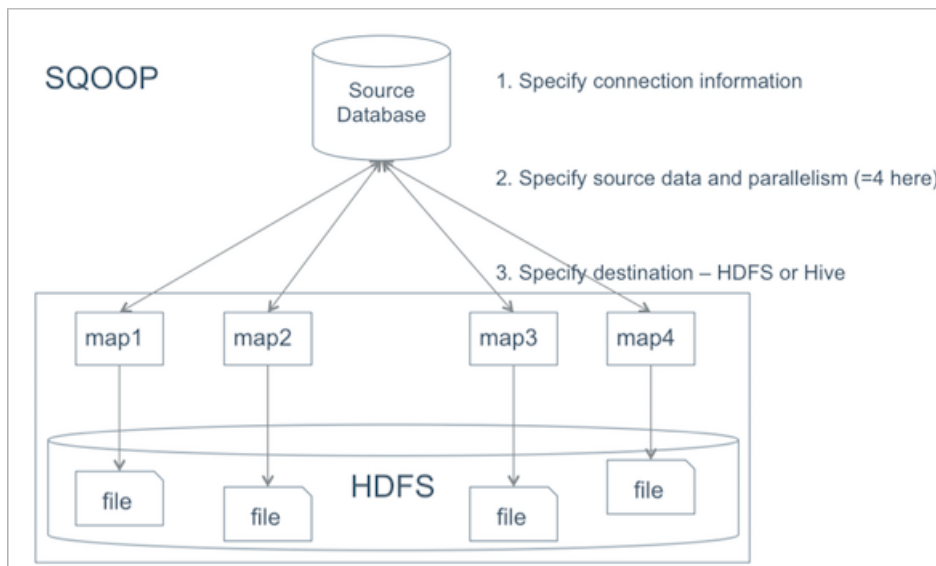 SQOOP
Source
Database
1. Specify connection information
2. Specify source data and parallelism (=4 here)
3. Specify destination – HDFS or Hive
map1
map2
map3
map4
HDFS
file
file
file
file